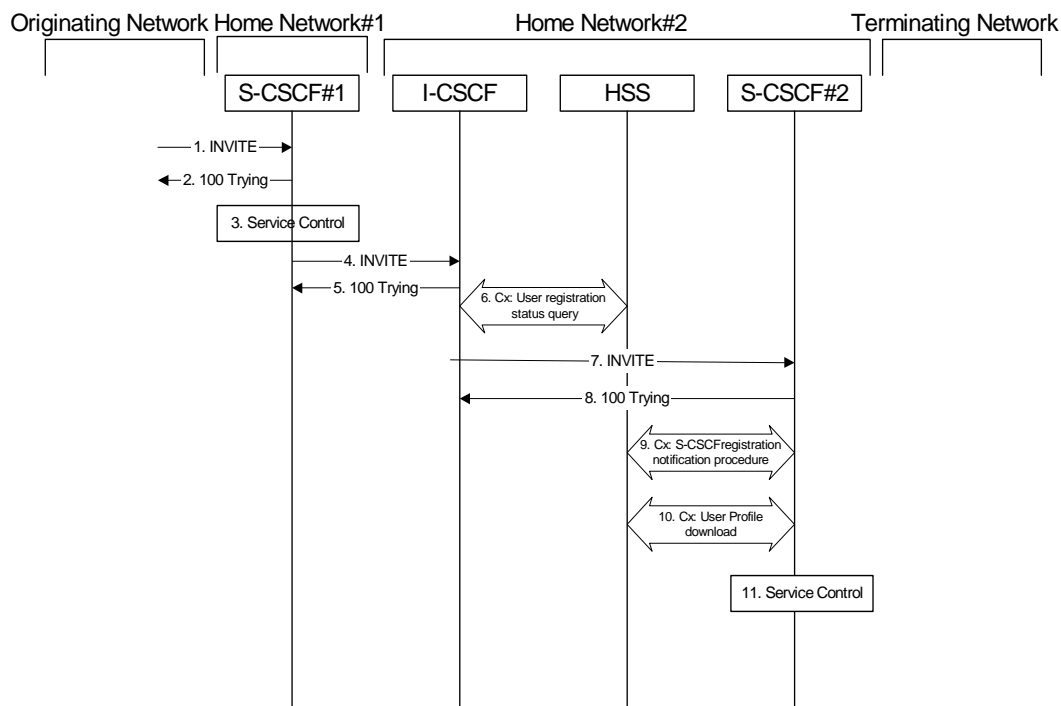 Originating Network Home Network#1 Home Network#2 Terminating Network
S-CSCF#1 I-CSCF HSS S-CSCF#2
1. INVITE
2. 100 Trying
3. Service Control
4. INVITE
5. 100 Trying
6. Cx: User registration
status query
7. INVITE
8. 100 Trying
9. Cx: S-CSCFregistration
notification procedure
10. Cx: User Profile
download
11. Service Control